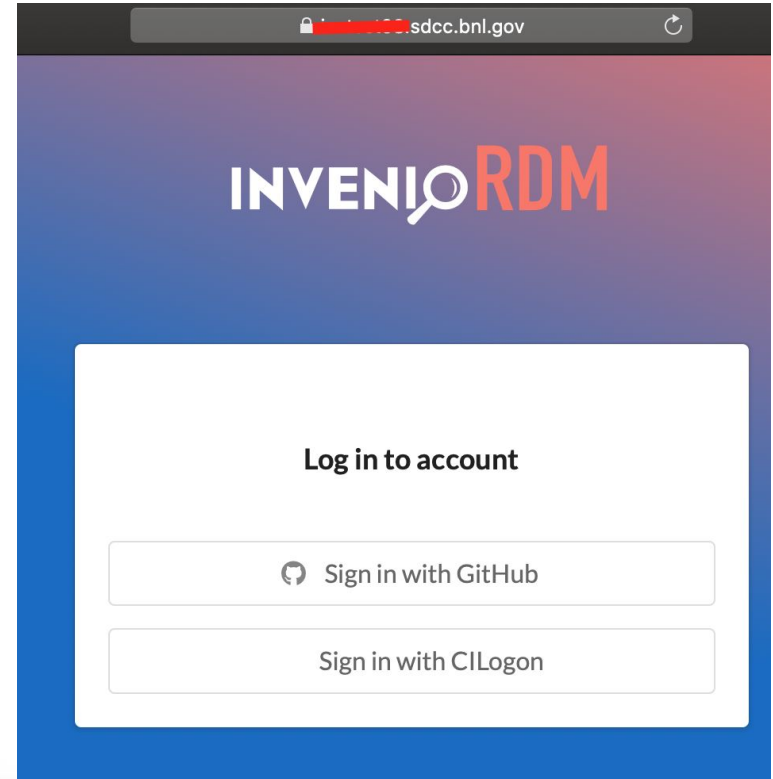 sdcc.bnl.gov
INVENIO RDM
Log in to account
Sign in with GitHub
Sign in with CILogon